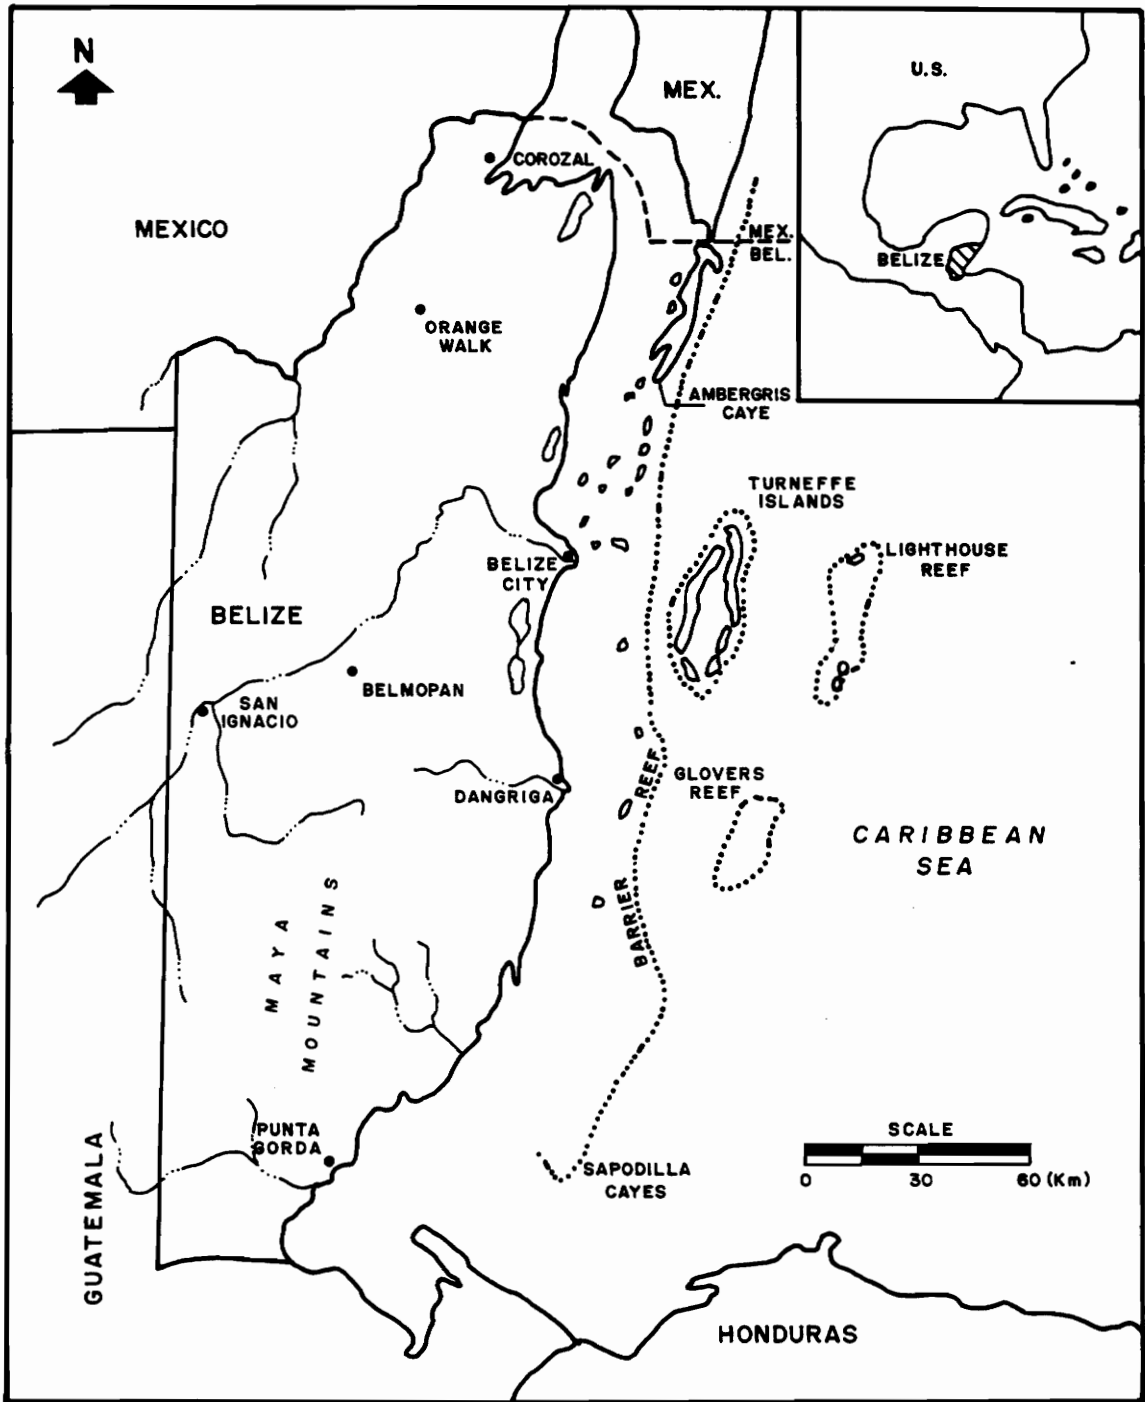 N
MEX.
U.S.
COROZAL
MEXICO
MEX.
BEL.
BELIZE
ORANGE
WALK
AMBERGRIS
CAYE
TURNEFFE
ISLANDS
LIGHTHOUSE
REEF
BELIZE
CITY
BELIZE
BELMOPAN
SAN
IGNACIO
DANGRIGA
GLOVERS
REEF
BARRIER REEF
CARIBBEAN
SEA
MAYA
MOUNTAINS
PUNTA
GORDA
SAPODILLA
CAYES
SCALE
0 30 60 (Km)
GUATEMALA
HONDURAS